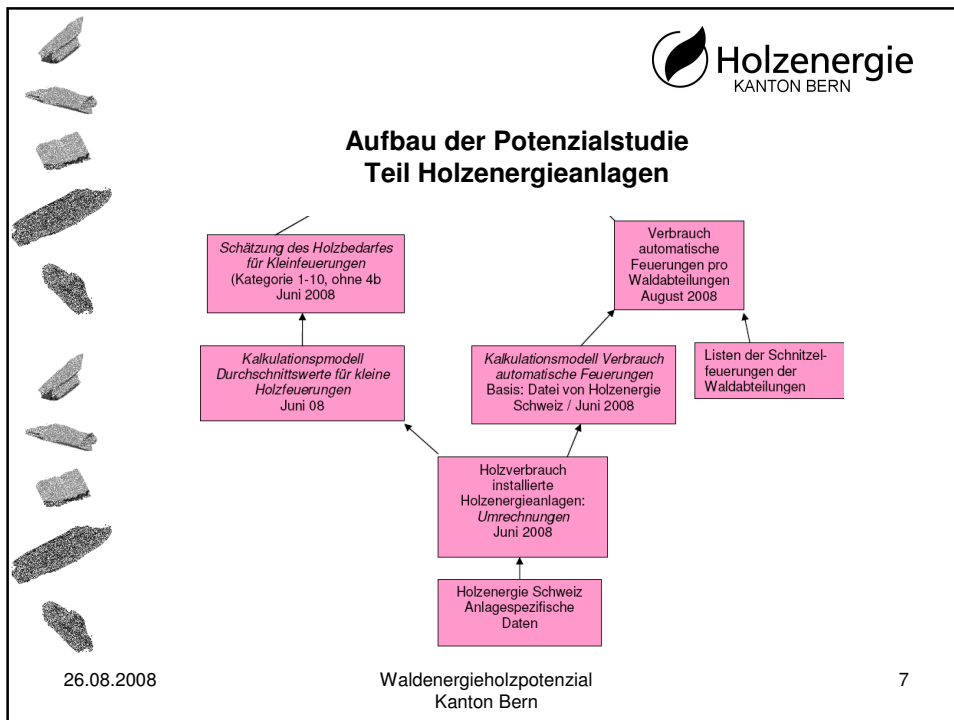 Holzenergie
KANTON BERN
Aufbau der Potenzialstudie
Teil Holzenergieanlagen
Schätzung des Holzbedarfes
für Kleinfeuerungen
(Kategorie 1-10, ohne 4b
Juni 2008
Verbrauch
automatische
Feuerungen pro
Waldabteilungen
August 2008
Kalkulationspmodell
Durchschnittswerte für kleine
Holzfeuerungen
Juni 08
Kalkulationsmodell Verbrauch
automatische Feuerungen
Basis: Datei von Holzenergie
Schweiz / Juni 2008
Listen der Schnitzel-
feuerungen der
Waldabteilungen
Holzverbrauch
installierte
Holzenergieanlagen:
Umrechnungen
Juni 2008
Holzenergie Schweiz
Anlagespezifische
Daten
26.08.2008
Waldenergieholzpotenzial
Kanton Bern
7